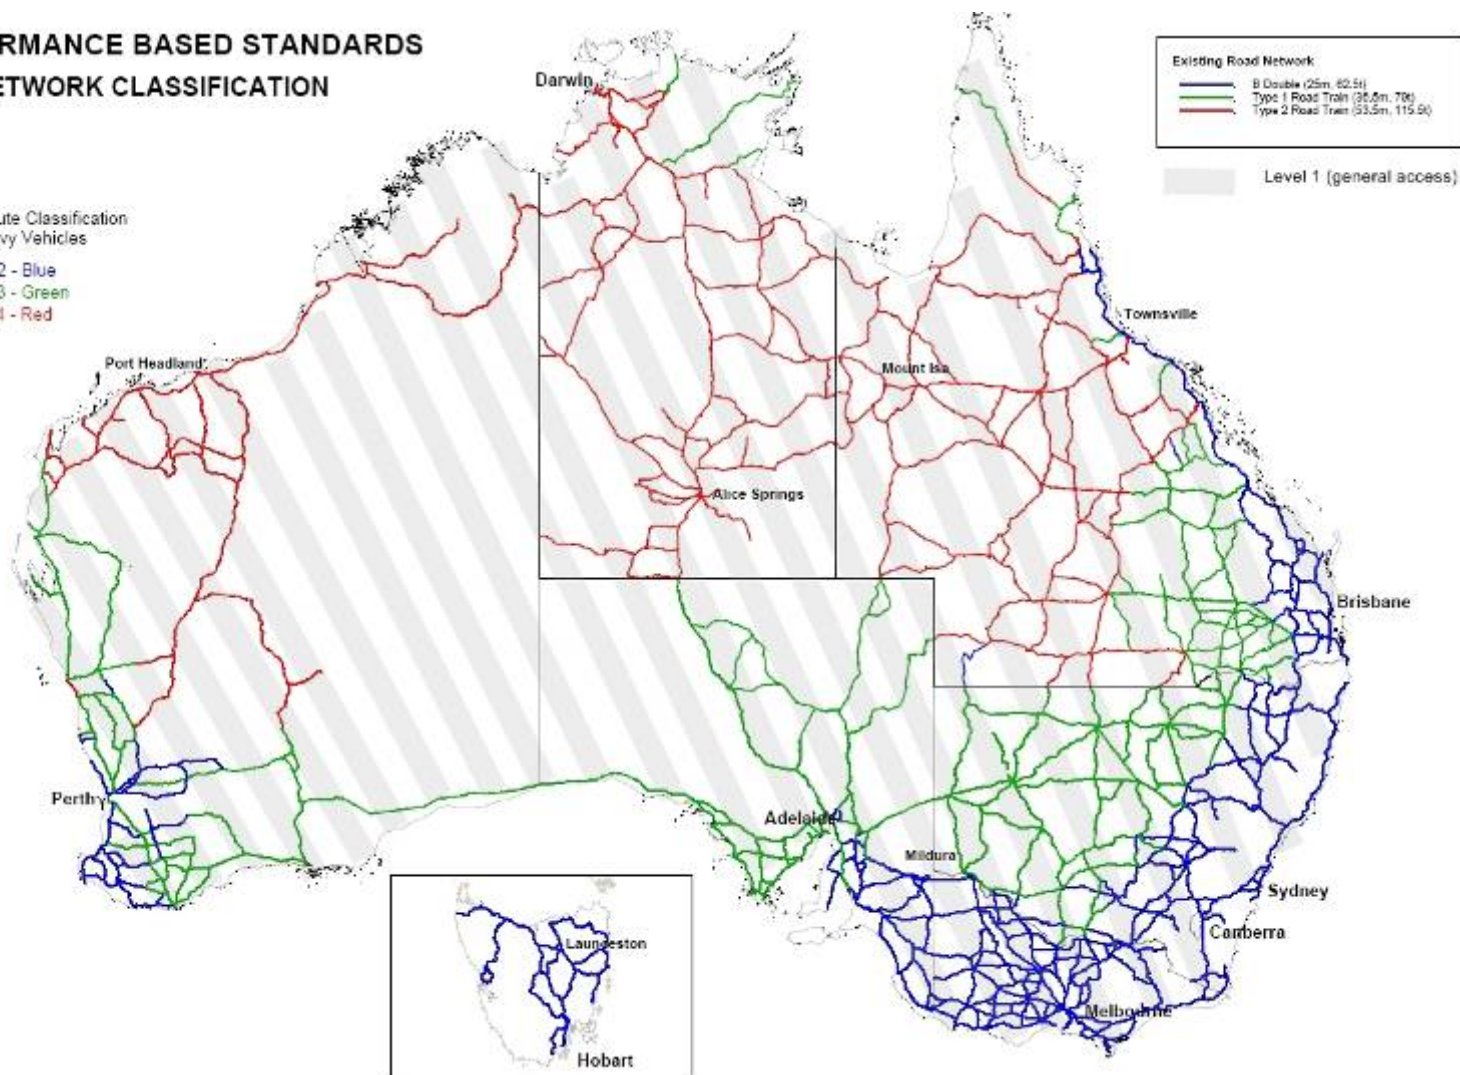 RMANCE BASED STANDARDS
ETWORK CLASSIFICATION
ute Classification
vy Vehicles
2 - Blue
3 - Green
4 - Red
Existing Road Network
B Double (25m, 62.5t)
Type 1 Road Train (36.5m, 79t)
Type 2 Road Train (53.5m, 115.5t)
Level 1 (general access)
Darwin
Townsville
Port Headland
Mount Isa
Alice Springs
Brisbane
Perth
Adelaide
Mildura
Sydney
Canberra
Melbourne
Launceston
Hobart